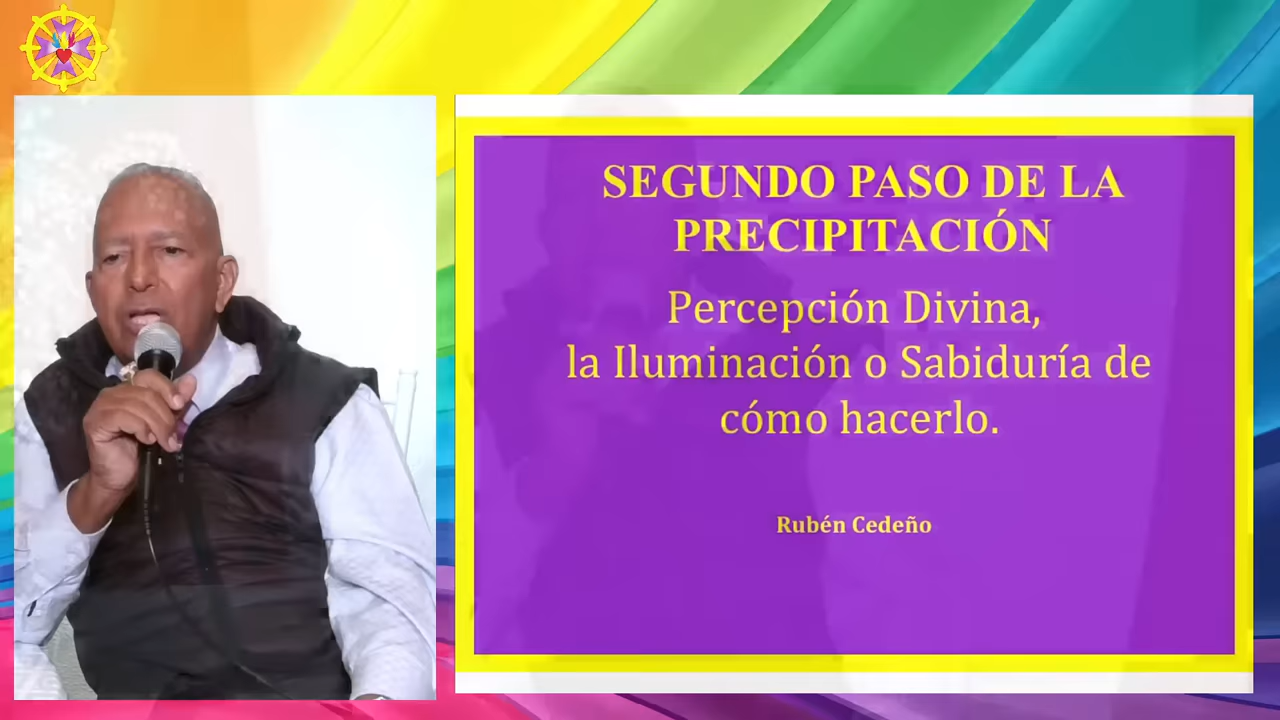 SEGUNDO PASO DE LA
PRECIPITACIÓN
Percepción Divina,
la Iluminación o Sabiduría de
cómo hacerlo.
Rubén Cedeño